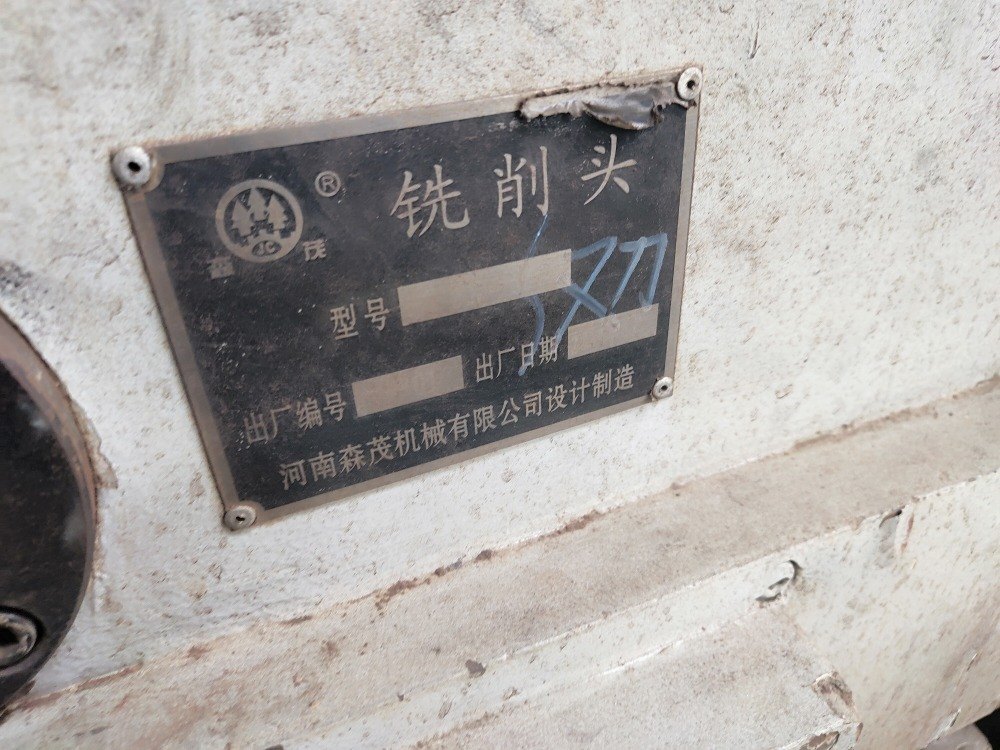 铣削头
森 茂 ®
型号
出厂编号 出厂日期
河南森茂机械有限公司设计制造